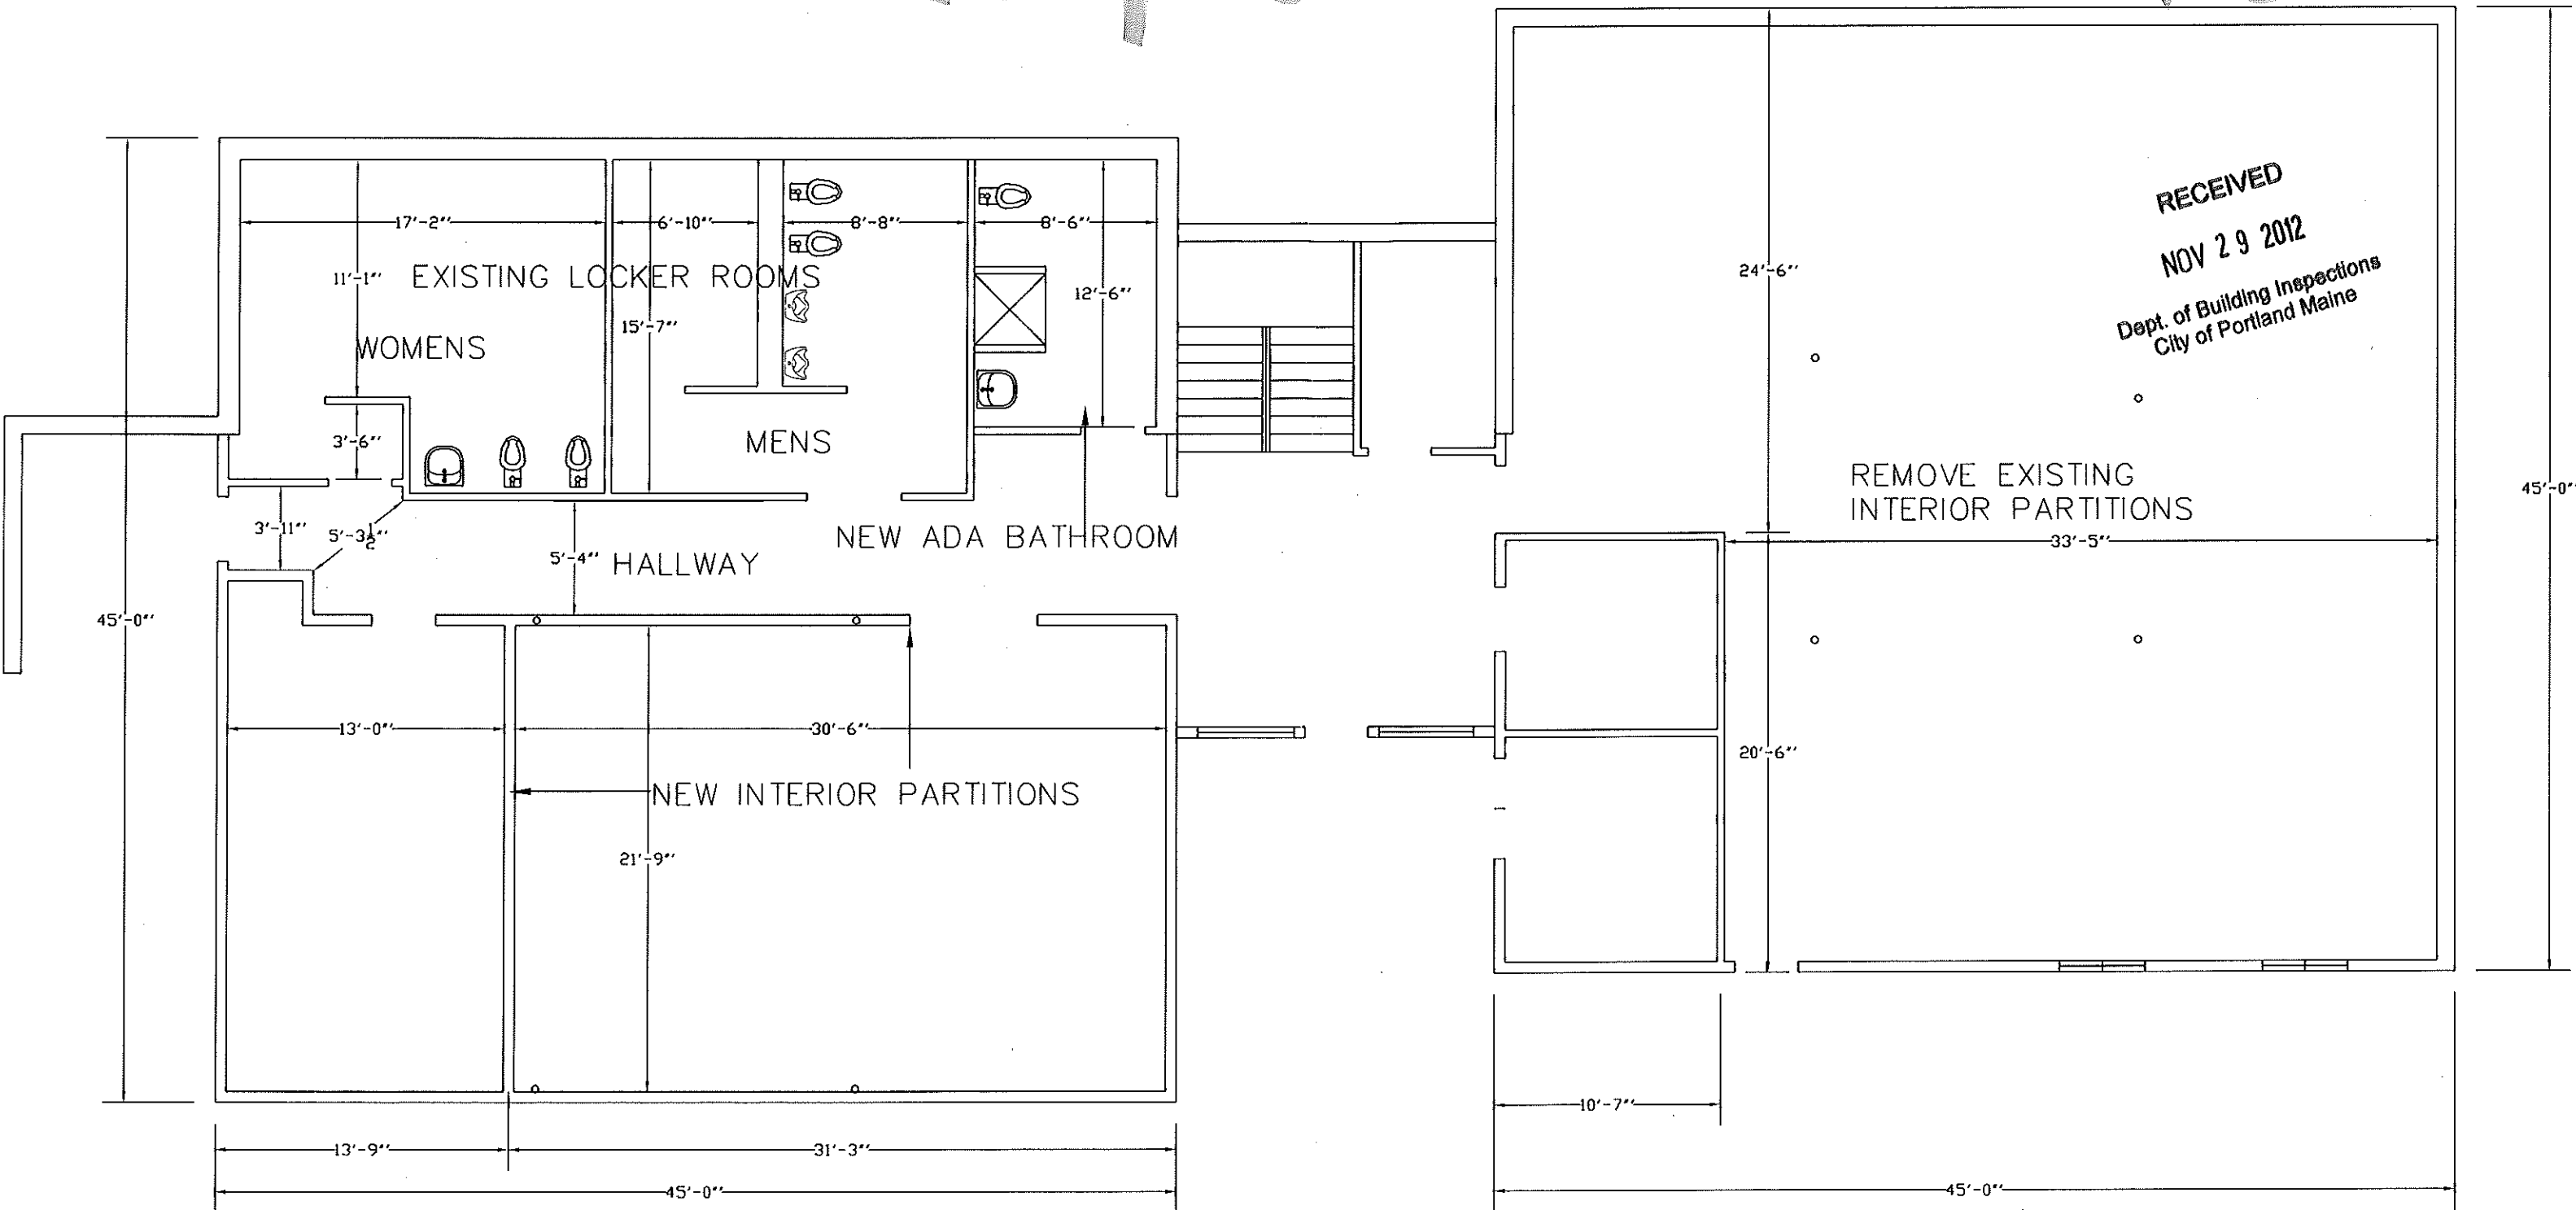 RECEIVED
NOV 29 2012
Dept. of Building Inspections
City of Portland Maine
17'-2"
6'-10"
8'-8"
8'-6"
11'-1"
EXISTING LOCKER ROOMS
12'-6"
24'-6"
15'-7"
WOMENS
3'-6"
MENS
REMOVE EXISTING
INTERIOR PARTITIONS
45'-0"
3'-11"
5'-3 1/2"
5'-4"
HALLWAY
NEW ADA BATHROOM
33'-5"
45'-0"
13'-0"
30'-6"
20'-6"
NEW INTERIOR PARTITIONS
21'-9"
10'-7"
13'-9"
31'-3"
45'-0"
45'-0"